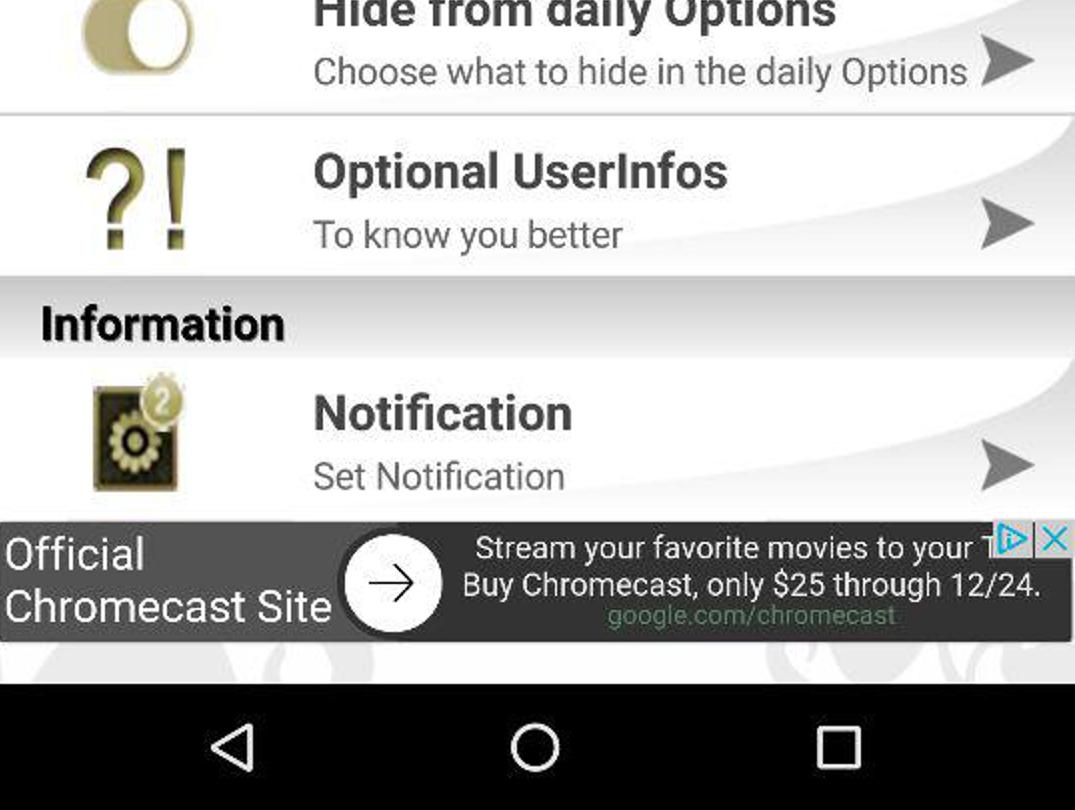 Hide from daily Options
Choose what to hide in the daily Options
?!
Optional UserInfos
To know you better
Information
2
Notification
Set Notification
Official
Chromecast Site
Stream your favorite movies to your
Buy Chromecast, only $25 through 12/24.
google.com/chromecast